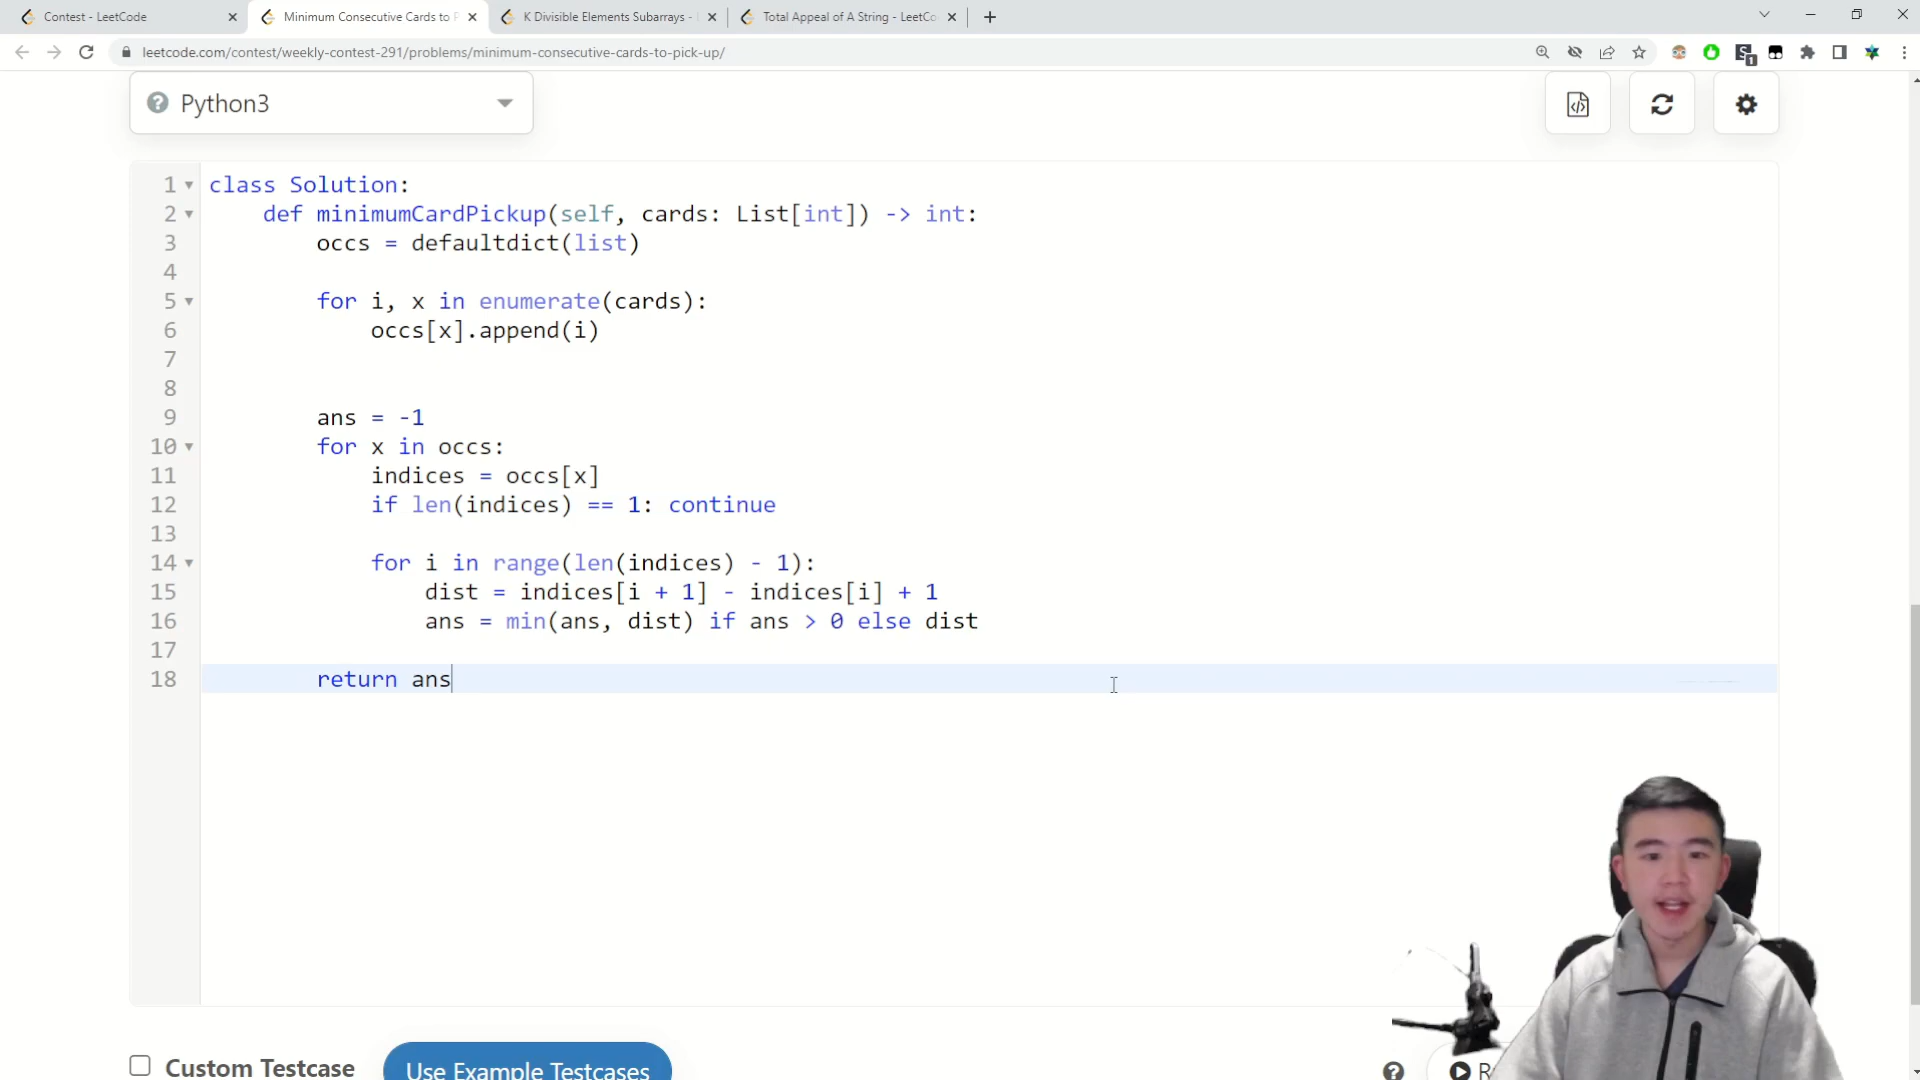 Contest - LeetCode
Minimum Consecutive Cards to P
K Divisible Elements Subarrays -
Total Appeal of A String - LeetCo
leetcode.com/contest/weekly-contest-291/problems/minimum-consecutive-cards-to-pick-up/
1
Python3
1 class Solution:
2 def minimumCardPickup(self, cards: List[int]) -> int:
3 occs = defaultdict(list)
4
5 for i, x in enumerate(cards):
6 occs[x].append(i)
7
8
9 ans = -1
10 for x in occs:
11 indices = occs[x]
12 if len(indices) == 1: continue
13
14 for i in range(len(indices) - 1):
15 dist = indices[i + 1] - indices[i] + 1
16 ans = min(ans, dist) if ans > 0 else dist
17
18 return ans
Custom Testcase
Use Example Testcases